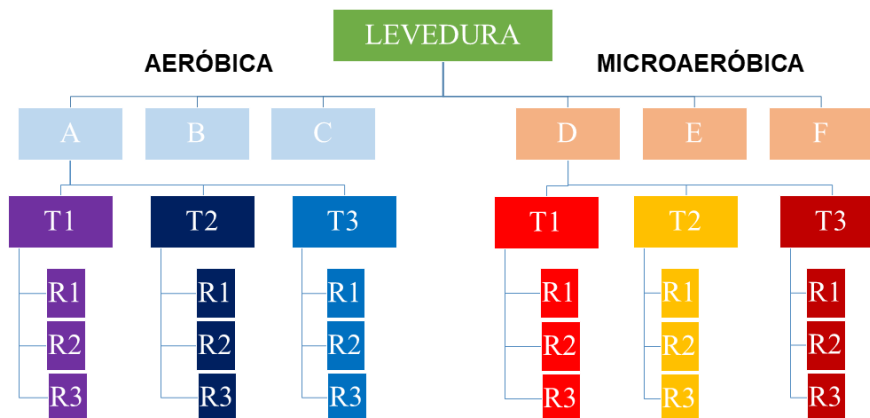 LEVEDURA
AERÓBICA
MICROAERÓBICA
A B C D E F
T1 T2 T3 T1 T2 T3
R1 R1 R1 R1 R1 R1
R2 R2 R2 R2 R2 R2
R3 R3 R3 R3 R3 R3